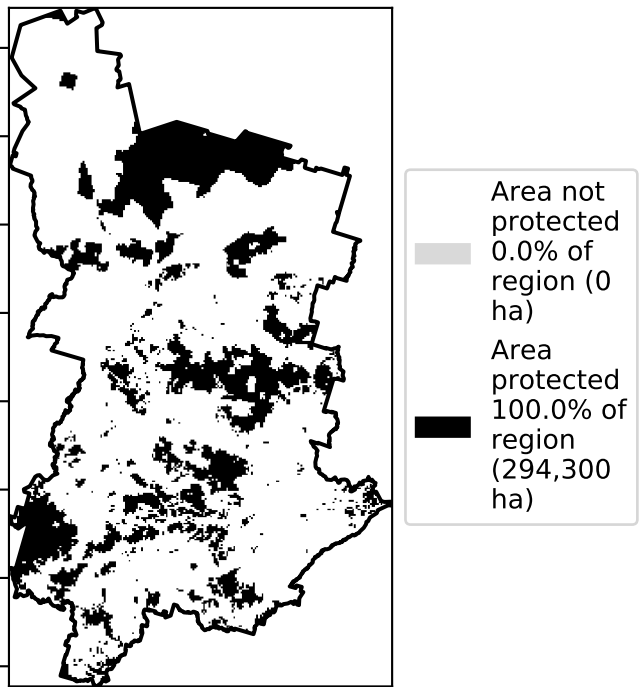 Area not
protected
0.0% of
region (0
ha)
Area
protected
100.0% of
region
(294,300
ha)